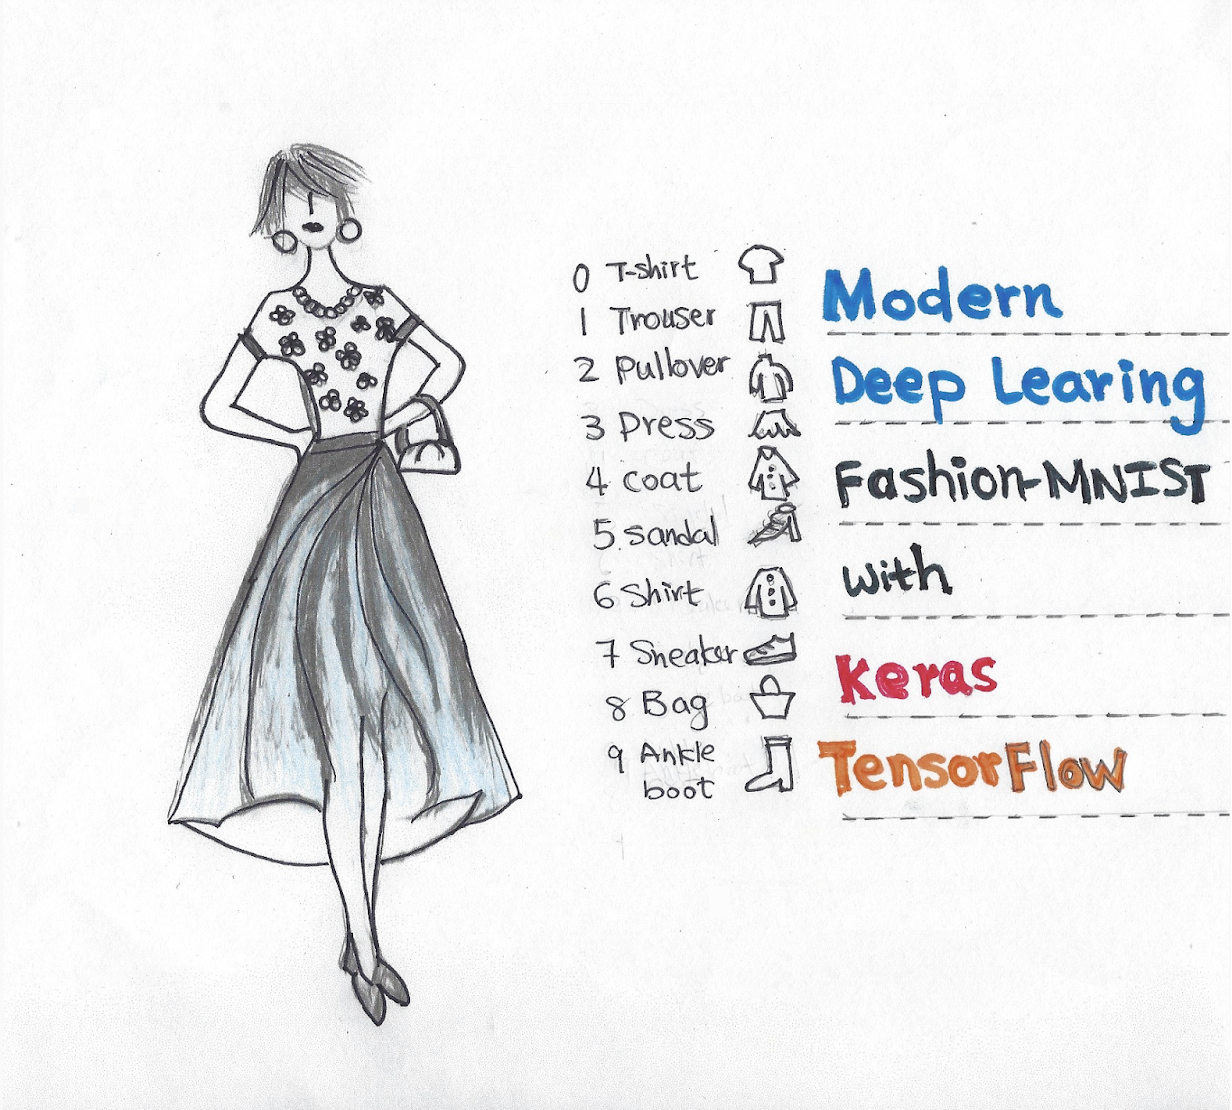 0 T-shirt
1 Trouser
2 Pullover
3 Dress
4 coat
5 sandal
6 Shirt
7 Sneaker
8 Bag
9 Ankle
boot
Modern
Deep Learing
Fashion-MNIST
with
Keras
TensorFlow